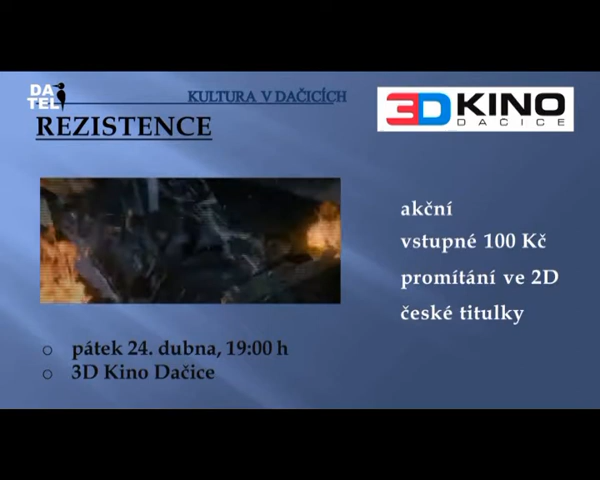 DA
TEL
KULTURA V DAČICÍCH
REZISTENCE
3D KINO
DAČICE
akční
vstupné 100 Kč
promítání ve 2D
české titulky
o pátek 24. dubna, 19:00 h
o 3D Kino Dačice